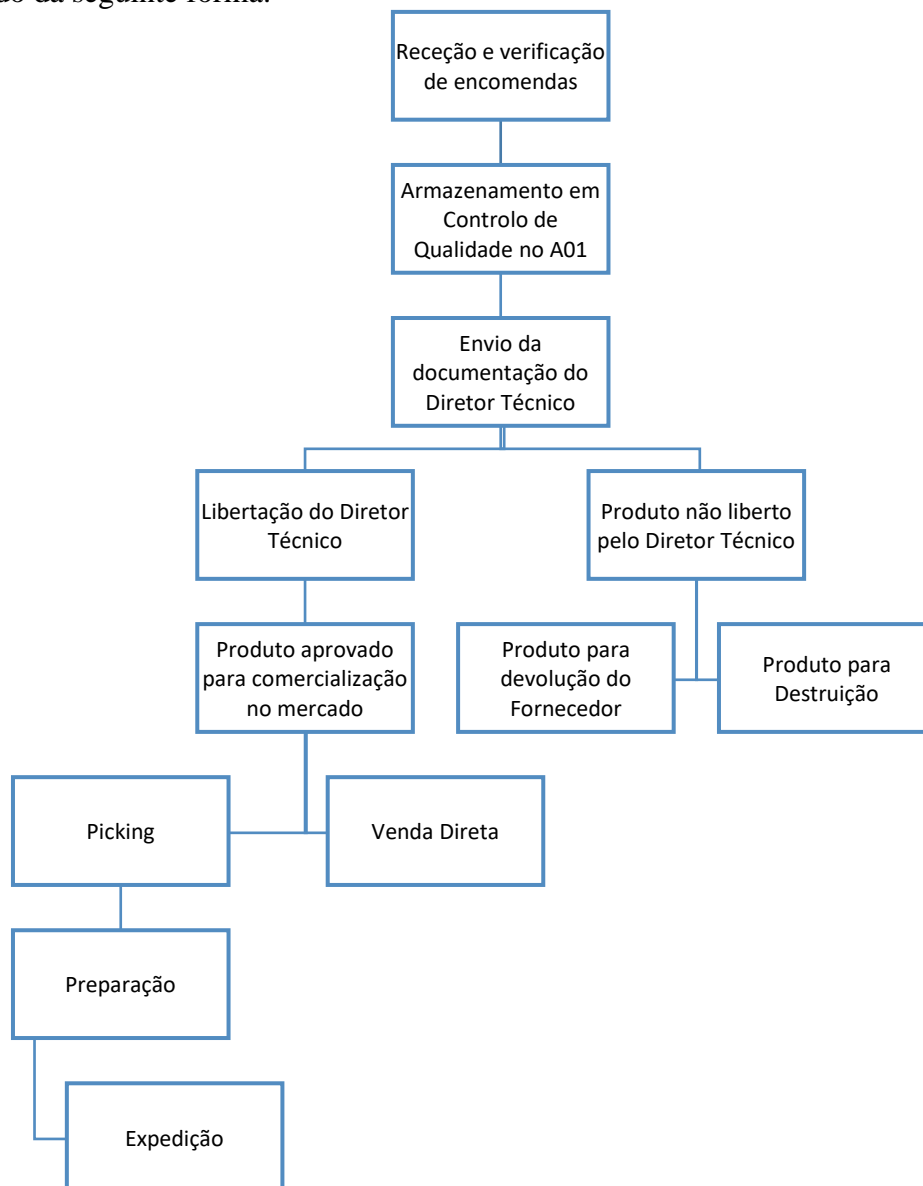 do da seguinte forma:
Receção e verificação
de encomendas
Armazenamento em
Controlo de
Qualidade no A01
Envio da
documentação do
Diretor Técnico
Libertação do Diretor
Técnico
Produto não liberto
pelo Diretor Técnico
Produto aprovado
para comercialização
no mercado
Produto para
devolução do
Fornecedor
Produto para
Destruição
Picking
Venda Direta
Preparação
Expedição